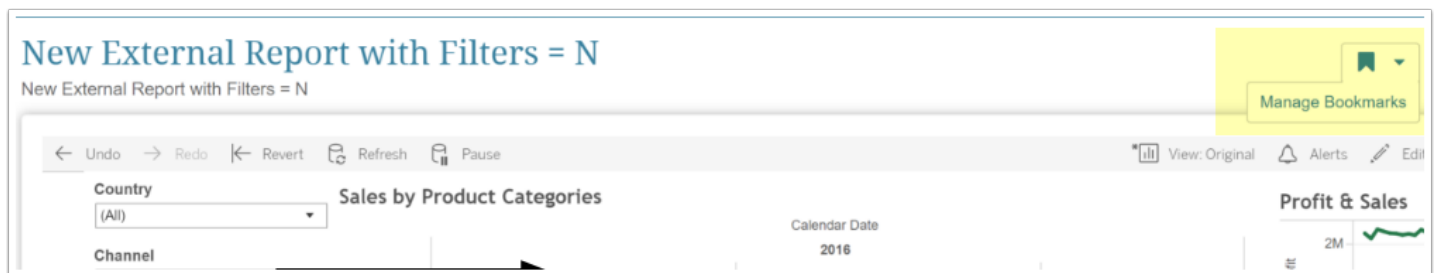 New External Report with Filters = N
New External Report with Filters = N
Manage Bookmarks
Undo Redo Revert Refresh Pause View: Original Alerts Edit
Country
(All)
Sales by Product Categories
Profit & Sales
Calendar Date
2016
2M
Channel